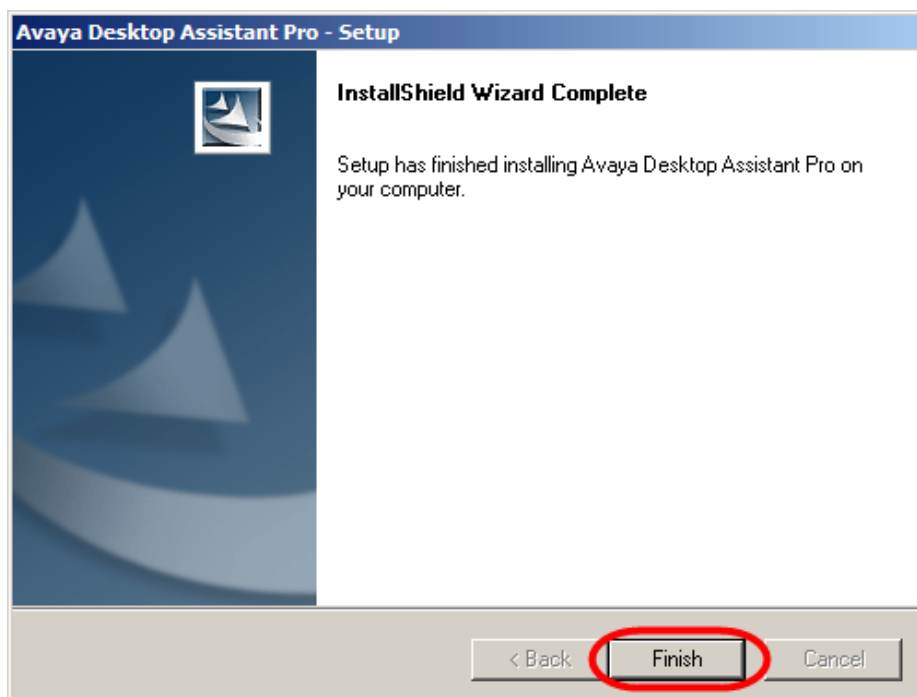 Avaya Desktop Assistant Pro - Setup
InstallShield Wizard Complete
Setup has finished installing Avaya Desktop Assistant Pro on
your computer.
< Back Finish Cancel